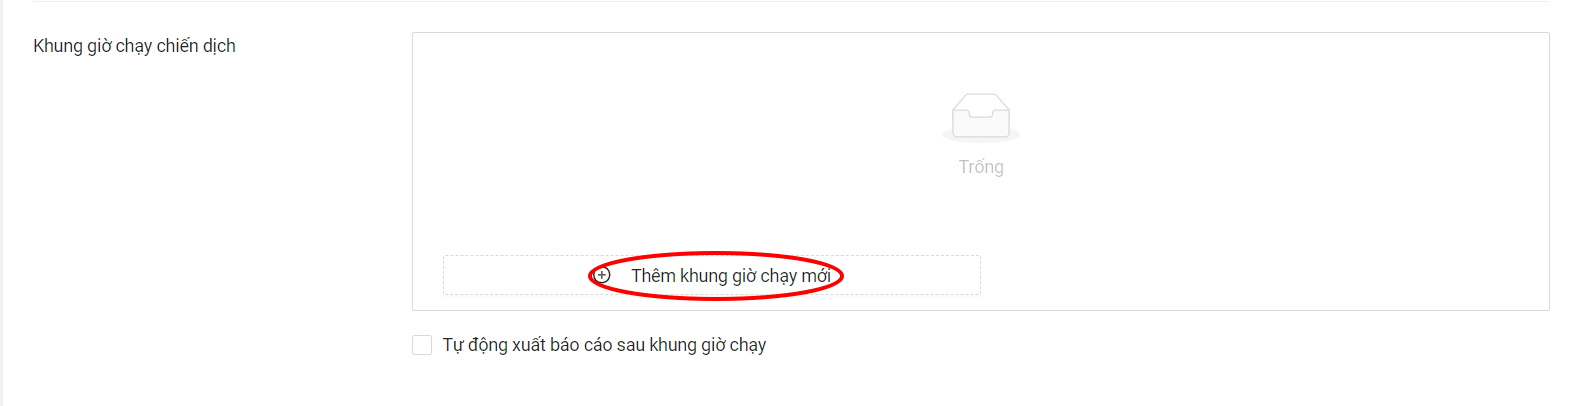 Khung giờ chạy chiến dịch
Trống
Thêm khung giờ chạy mới
Tự động xuất báo cáo sau khung giờ chạy